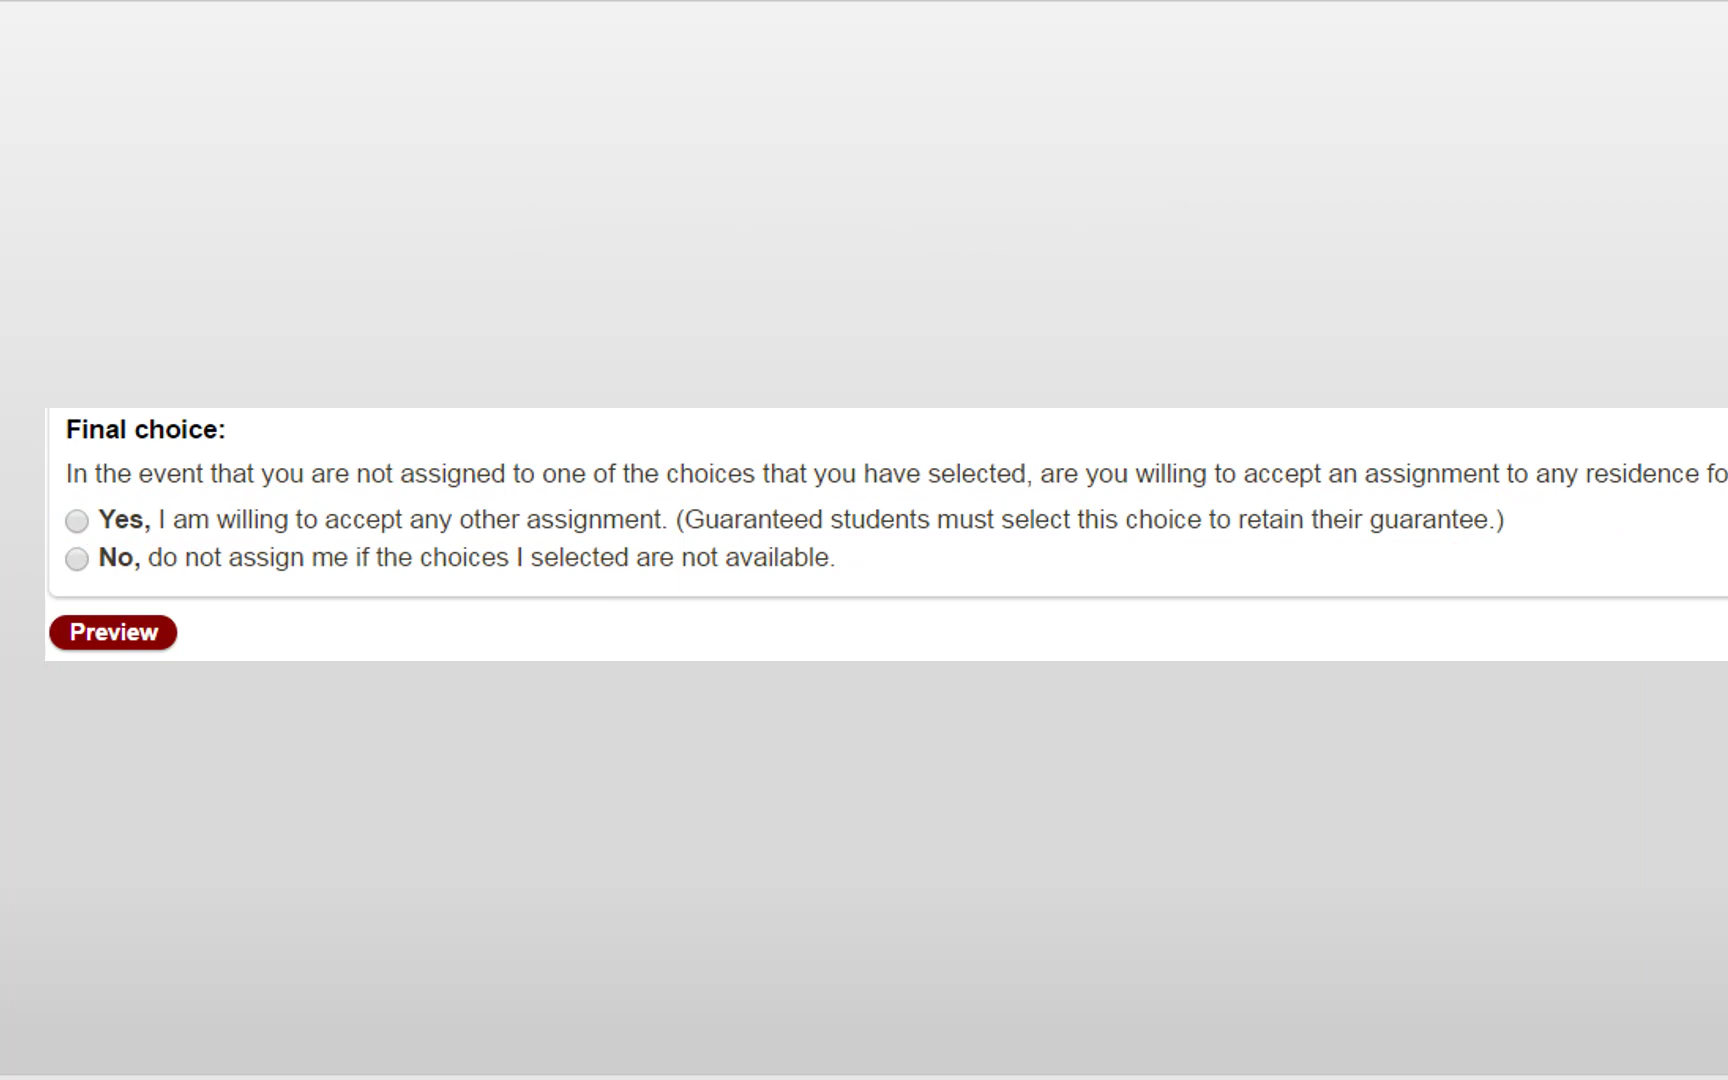 Final choice:
In the event that you are not assigned to one of the choices that you have selected, are you willing to accept an assignment to any residence fo
Yes, I am willing to accept any other assignment. (Guaranteed students must select this choice to retain their guarantee.)
No, do not assign me if the choices I selected are not available.
Preview